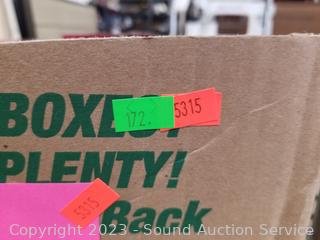 BOXES?
172.
5315
PLENTY!
5315
Back
Copyright 2023 - Sound Auction Service